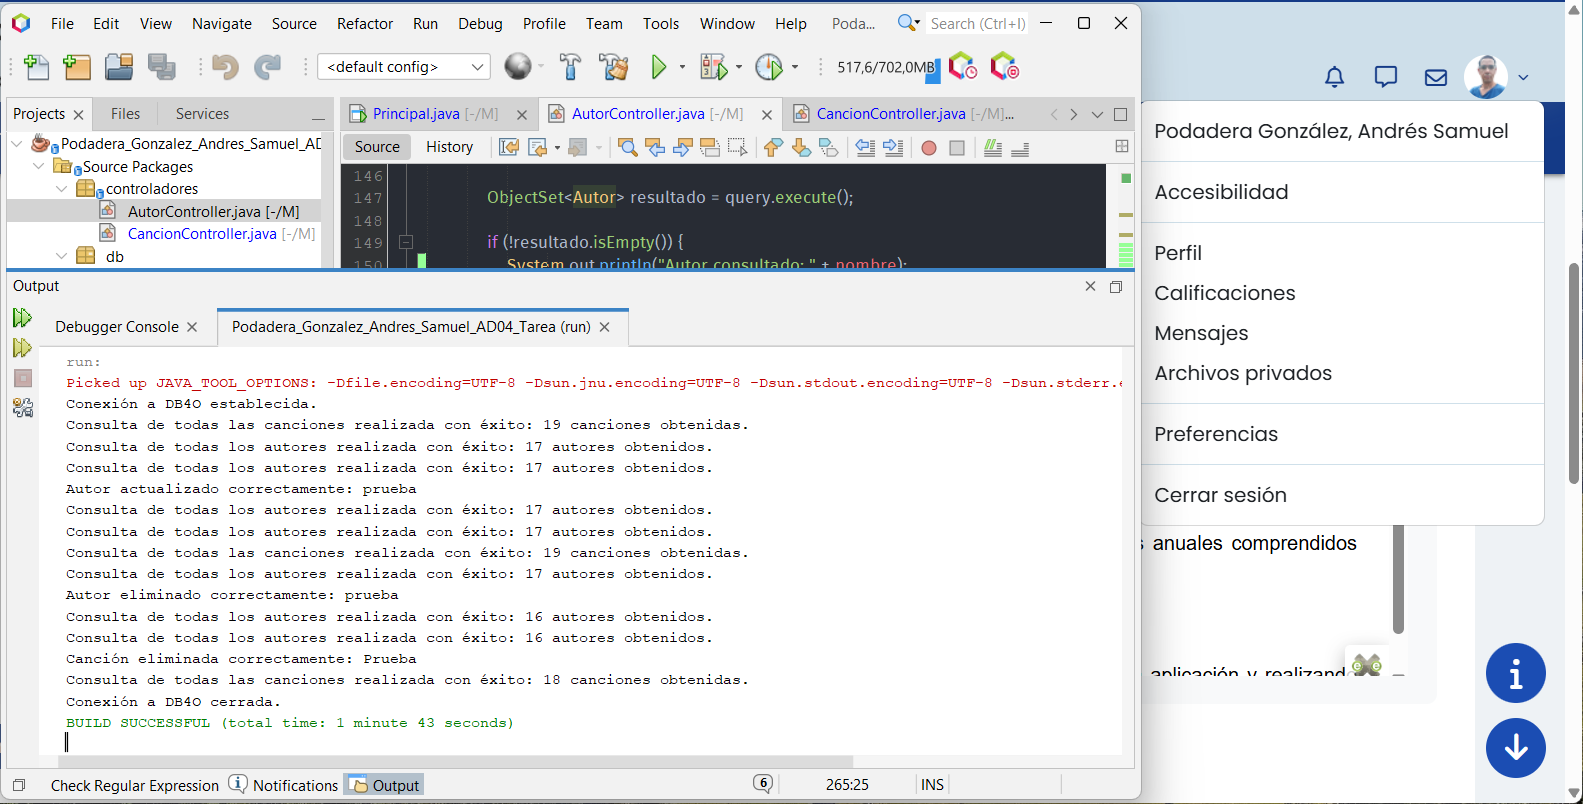 File Edit View Navigate Source Refactor Run Debug Profile Team Tools Window Help Poda... Search (Ctrl+I)
<default config> 517,6/702,0MB
Projects Files Services
Principal.java [-/M] AutorController.java [-/M] CancionController.java [-/M]...
Podadera_Gonzalez_Andres_Samuel_AD
Source Packages
controladores
AutorController.java [-/M]
CancionController.java [-/M]
db
Source History
146
147 ObjectSet<Autor> resultado = query.execute();
148
149 if (!resultado.isEmpty()) {
150 System.out.println("Autor consultado: " + nombre);
Output
Debugger Console Podadera_Gonzalez_Andres_Samuel_AD04_Tarea (run)
run:
Picked up JAVA_TOOL_OPTIONS: -Dfile.encoding=UTF-8 -Dsun.jnu.encoding=UTF-8 -Dsun.stdout.encoding=UTF-8 -Dsun.stderr.e
Conexión a DB4O establecida.
Consulta de todas las canciones realizada con éxito: 19 canciones obtenidas.
Consulta de todas los autores realizada con éxito: 17 autores obtenidos.
Consulta de todas los autores realizada con éxito: 17 autores obtenidos.
Autor actualizado correctamente: prueba
Consulta de todas los autores realizada con éxito: 17 autores obtenidos.
Consulta de todas los autores realizada con éxito: 17 autores obtenidos.
Consulta de todas las canciones realizada con éxito: 19 canciones obtenidas.
Consulta de todas los autores realizada con éxito: 17 autores obtenidos.
Autor eliminado correctamente: prueba
Consulta de todas los autores realizada con éxito: 16 autores obtenidos.
Consulta de todas los autores realizada con éxito: 16 autores obtenidos.
Canción eliminada correctamente: Prueba
Consulta de todas las canciones realizada con éxito: 18 canciones obtenidas.
Conexión a DB4O cerrada.
BUILD SUCCESSFUL (total time: 1 minute 43 seconds)
Check Regular Expression Notifications Output 6 265:25 INS
Podadera González, Andrés Samuel
Accesibilidad
Perfil
Calificaciones
Mensajes
Archivos privados
Preferencias
Cerrar sesión
s anuales comprendidos
aplicación y realizand